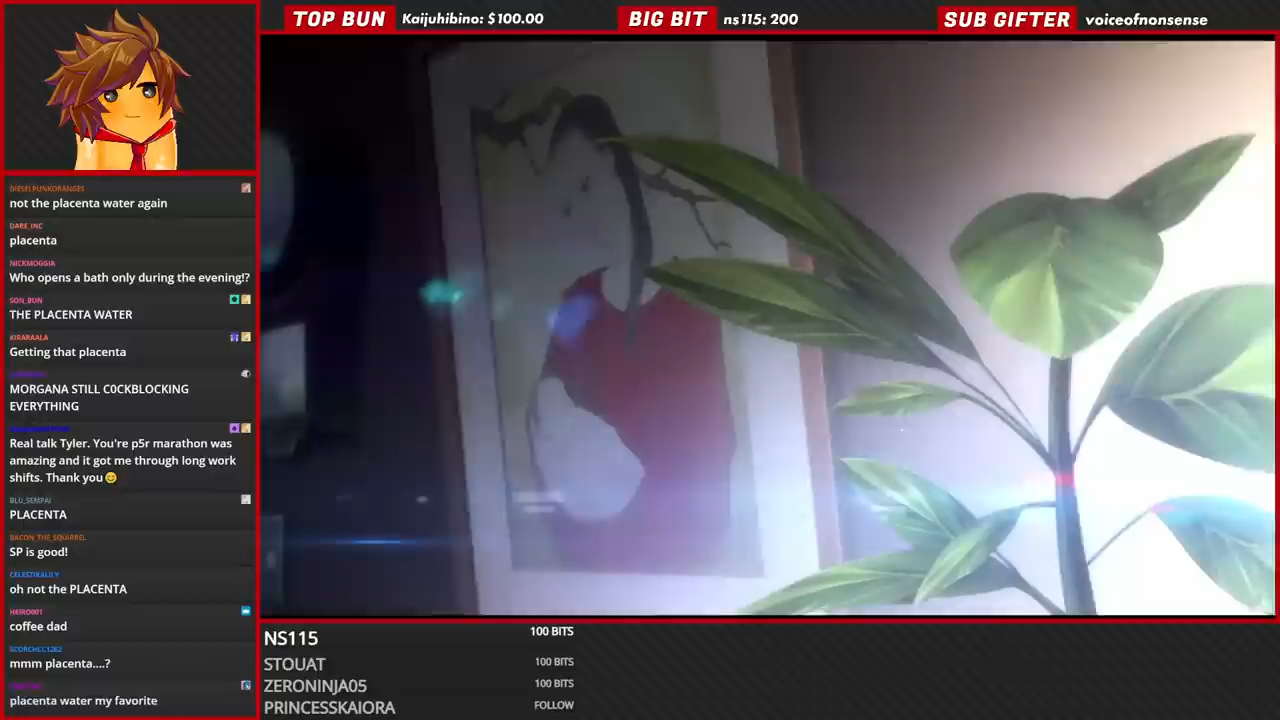 TOP BUN Kaijuhibino: $100.00 BIG BIT ns115: 200 SUB GIFTER voiceofnonsense
DIESELPUNKORANGES
not the placenta water again
DARE_INC
placenta
NICKMOGGIA
Who opens a bath only during the evening!?
SON_BUN
THE PLACENTA WATER
KIRARAALA
Getting that placenta
MORGANA STILL C0CKBLOCKING
EVERYTHING
Real talk Tyler. You're p5r marathon was
amazing and it got me through long work
shifts. Thank you
BLU_SEMPAI
PLACENTA
BACON_THE_SQUIRREL
SP is good!
CELESTIKALILY
oh not the PLACENTA
HEIRO001
coffee dad
SCORCHCC1282
mmm placenta....?
placenta water my favorite
NS115 100 BITS
STOUAT 100 BITS
ZERONINJA05 100 BITS
PRINCESSKAIORA FOLLOW